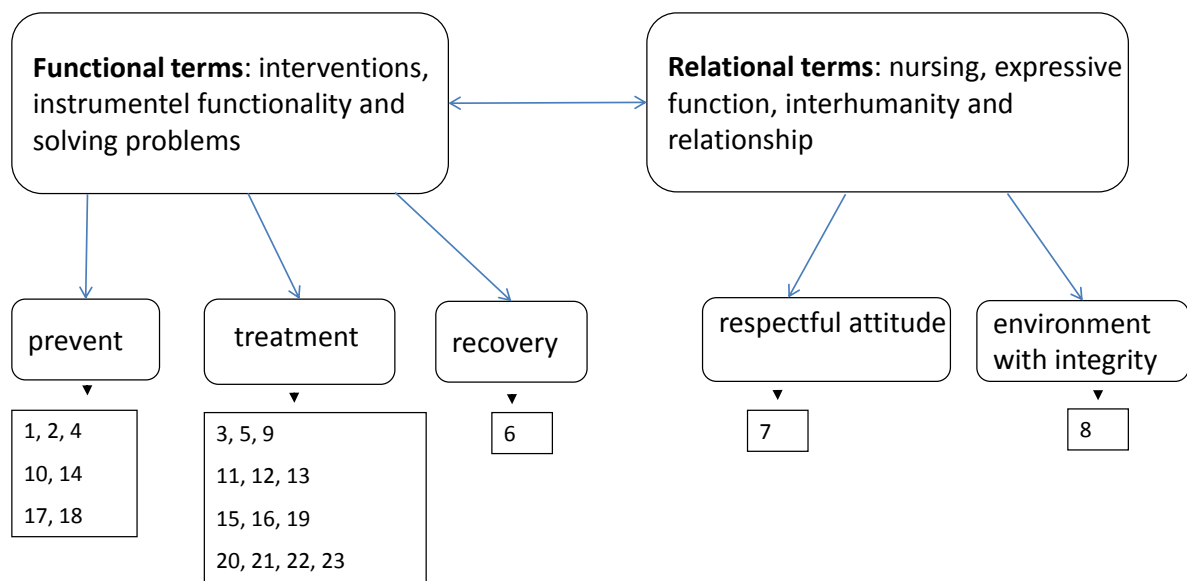 Functional terms: interventions,
instrumentel functionality and
solving problems
Relational terms: nursing, expressive
function, interhumanity and
relationship
prevent
treatment
recovery
respectful attitude
environment
with integrity
1, 2, 4
10, 14
17, 18
3, 5, 9
11, 12, 13
15, 16, 19
20, 21, 22, 23
6
7
8